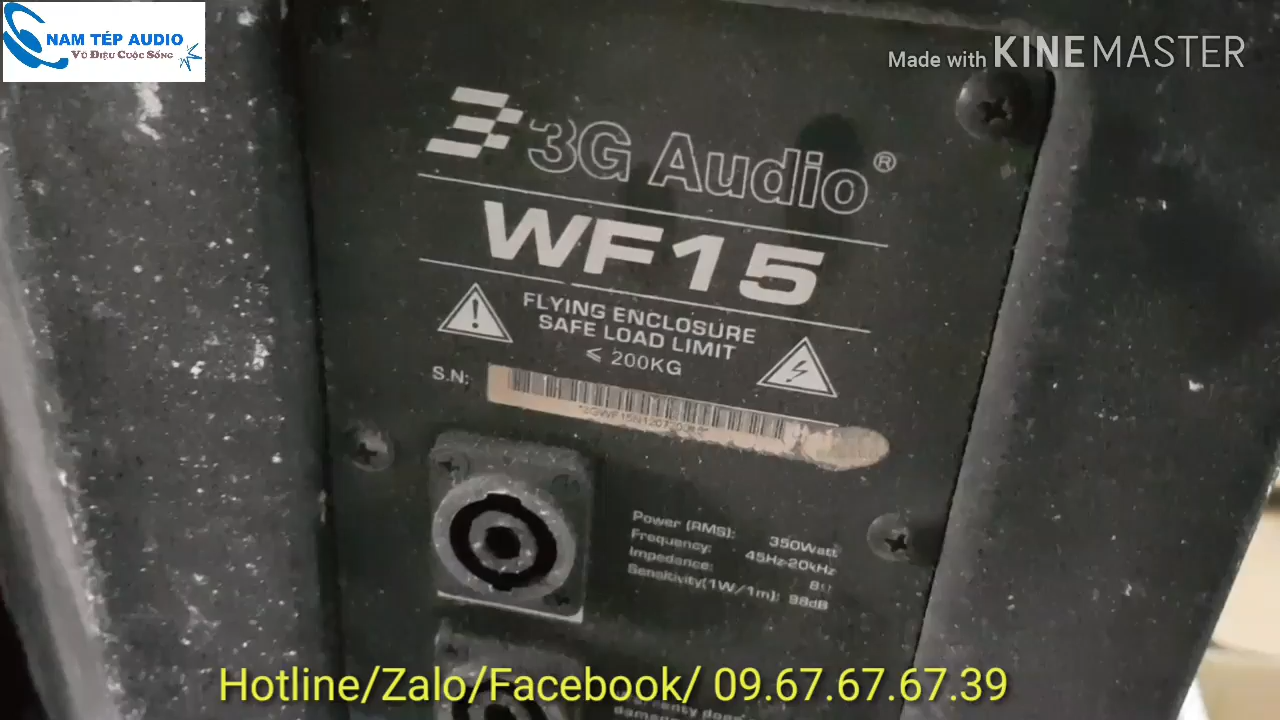 NAM TÉP AUDIO
Vũ Điệu Cuộc Sống
Made with KINEMASTER
3G Audio®
WF15
FLYING ENCLOSURE
SAFE LOAD LIMIT
⩽ 200KG
S.N:
Power (RMS): 350Watt
Frequency: 45Hz-20kHz
Impedance: 8Ω
Sensitivity(1W/1m): 98dB
Hotline/Zalo/Facebook/ 09.67.67.67.39